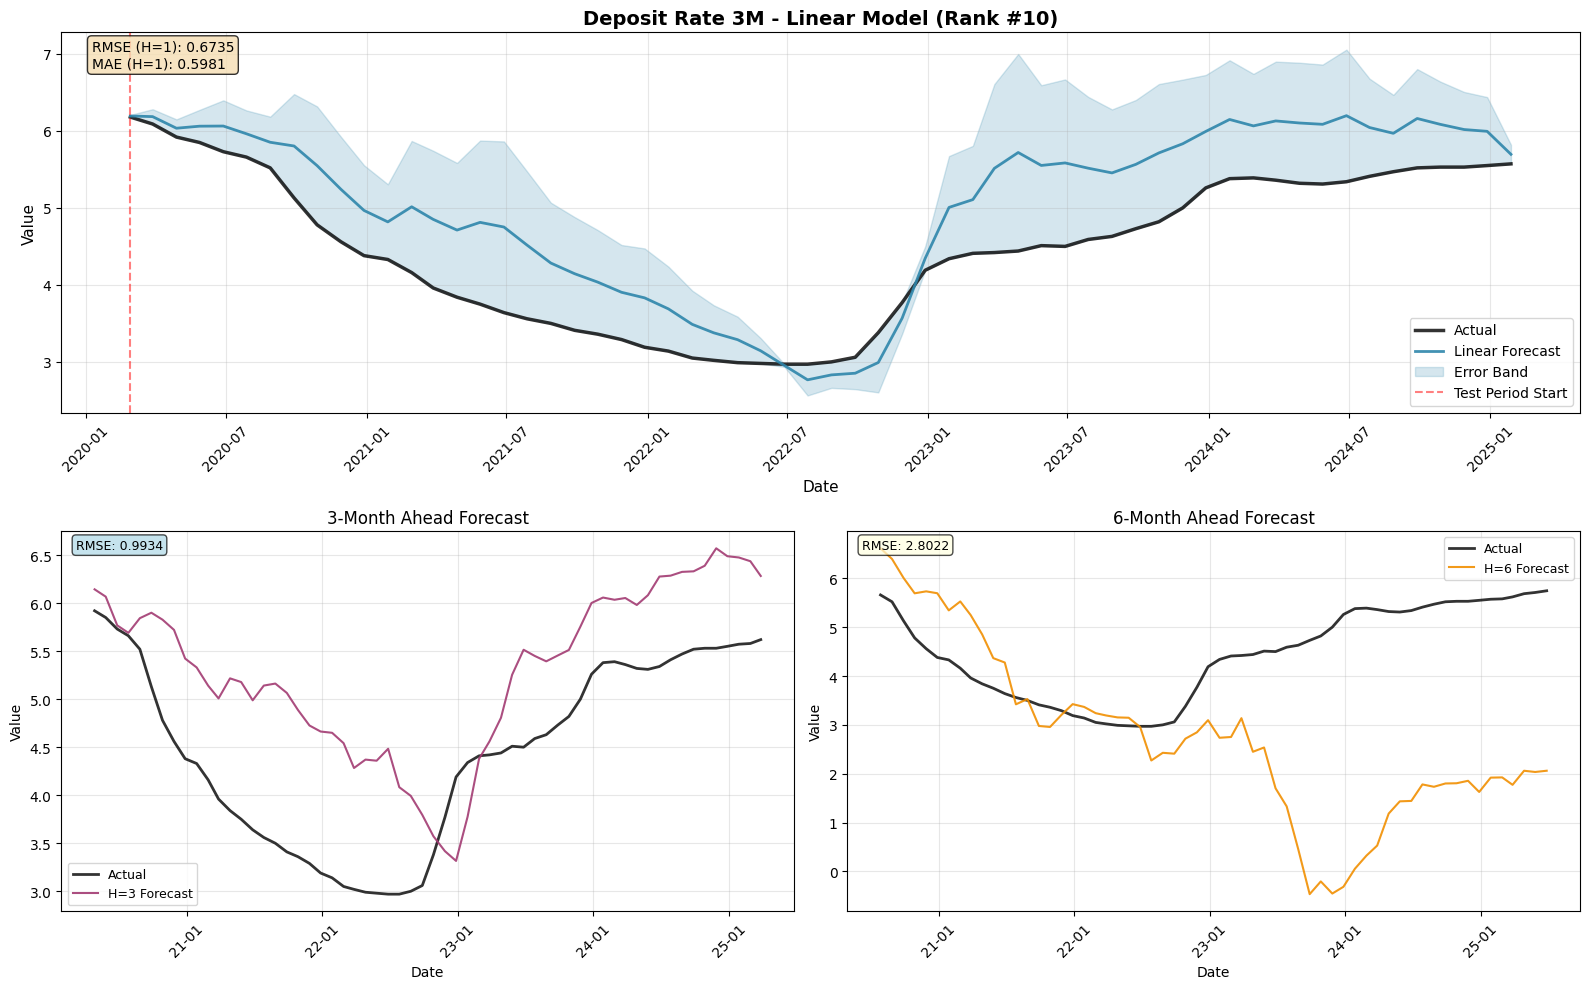 Deposit Rate 3M - Linear Model (Rank #10)
RMSE (H=1): 0.6735
MAE (H=1): 0.5981
7
6
5
4
3
Value
Actual
Linear Forecast
Error Band
Test Period Start
2020-01
2020-07
2021-01
2021-07
2022-01
2022-07
2023-01
2023-07
2024-01
2024-07
2025-01
Date
3-Month Ahead Forecast
RMSE: 0.9934
6.5
6.0
5.5
5.0
4.5
4.0
3.5
3.0
Value
Actual
H=3 Forecast
21-01
22-01
23-01
24-01
25-01
Date
6-Month Ahead Forecast
RMSE: 2.8022
Actual
H=6 Forecast
6
5
4
3
2
1
0
Value
21-01
22-01
23-01
24-01
25-01
Date